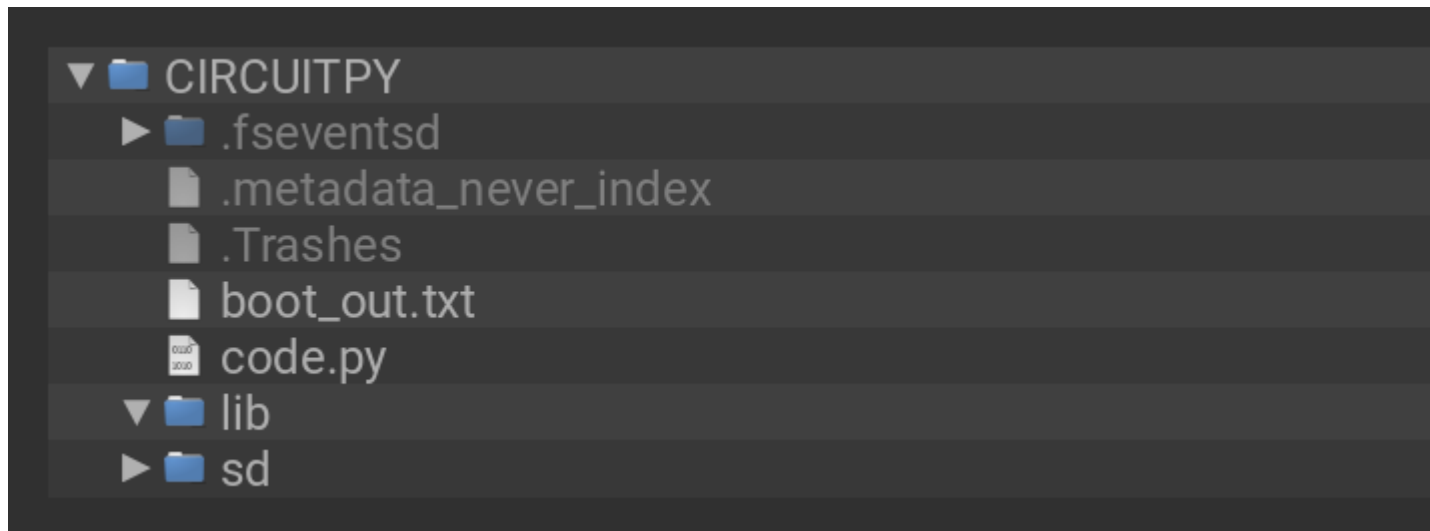 CIRCUITPY
.fseventsd
.metadata_never_index
.Trashes
boot_out.txt
code.py
lib
sd